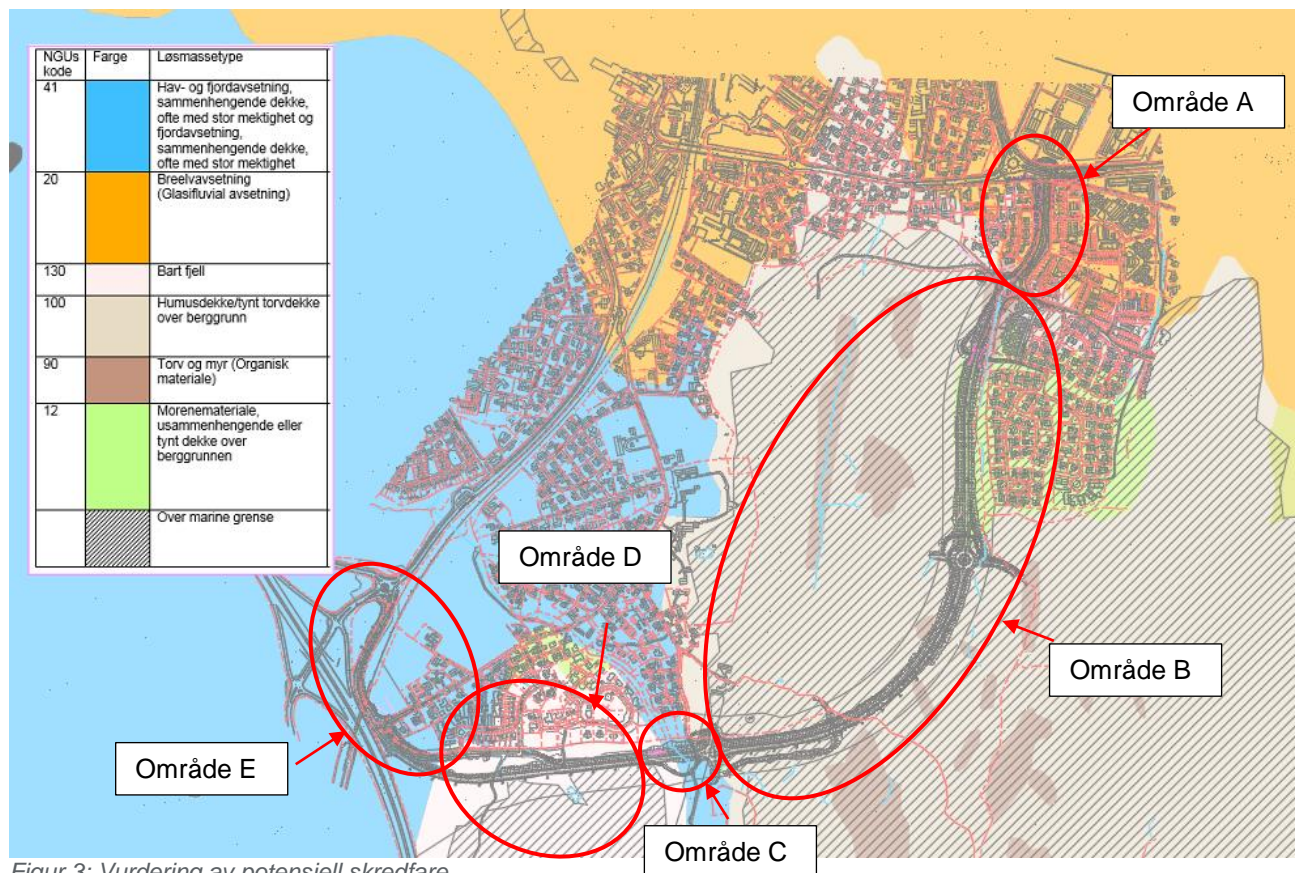 NGUs Farge Løsmassetype
kode
41 Hav- og fjordavsetning,
sammenhengende dekke,
ofte med stor mektighet og
fjordavsetning,
sammenhengende dekke,
ofte med stor mektighet
20 Breelvavsetning
(Glasifluvial avsetning)
130 Bart fjell
100 Humusdekke/tynt torvdekke
over berggrunn
90 Torv og myr (Organisk
materiale)
12 Morenemateriale,
usammenhengende eller
tynt dekke over
berggrunnen
Over marine grense
Område A
Område D
Område B
Område E
Område C
Figur 3: Vurdering av potensiell skredfare